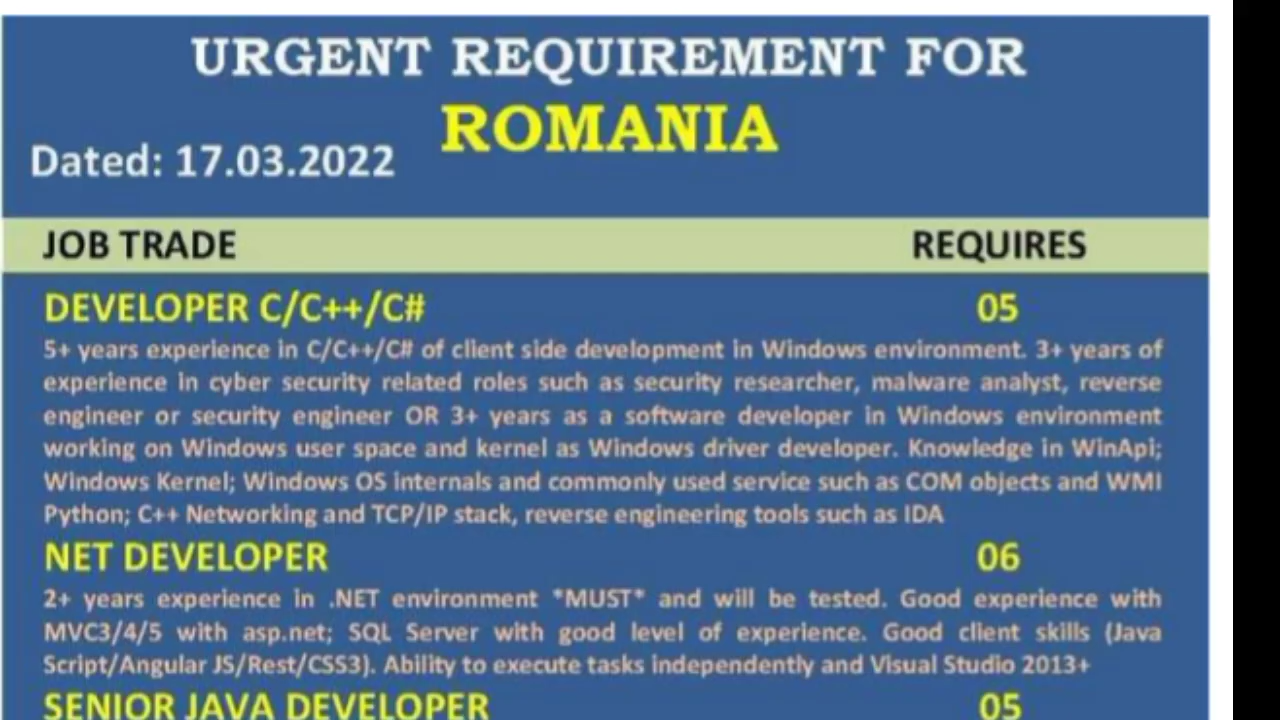 URGENT REQUIREMENT FOR
ROMANIA
Dated: 17.03.2022
JOB TRADE REQUIRES
DEVELOPER C/C++/C# 05
5+ years experience in C/C++/C# of client side development in Windows environment. 3+ years of
experience in cyber security related roles such as security researcher, malware analyst, reverse
engineer or security engineer OR 3+ years as a software developer in Windows environment
working on Windows user space and kernel as Windows driver developer. Knowledge in WinApi;
Windows Kernel; Windows OS internals and commonly used service such as COM objects and WMI
Python; C++ Networking and TCP/IP stack, reverse engineering tools such as IDA
NET DEVELOPER 06
2+ years experience in .NET environment *MUST* and will be tested. Good experience with
MVC3/4/5 with asp.net; SQL Server with good level of experience. Good client skills (Java
Script/Angular JS/Rest/CSS3). Ability to execute tasks independently and Visual Studio 2013+
SENIOR JAVA DEVELOPER 05